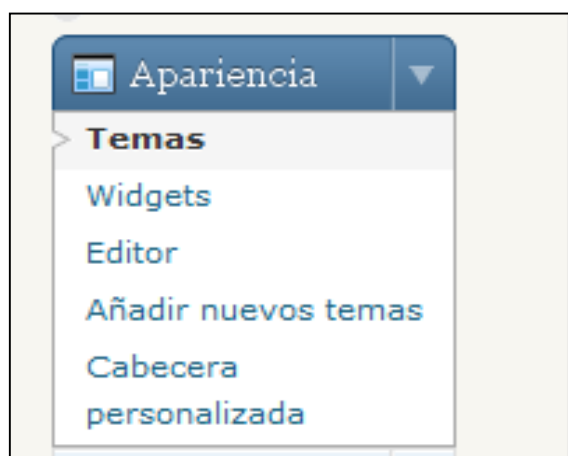 Apariencia
Temas
Widgets
Editor
Añadir nuevos temas
Cabecera
personalizada